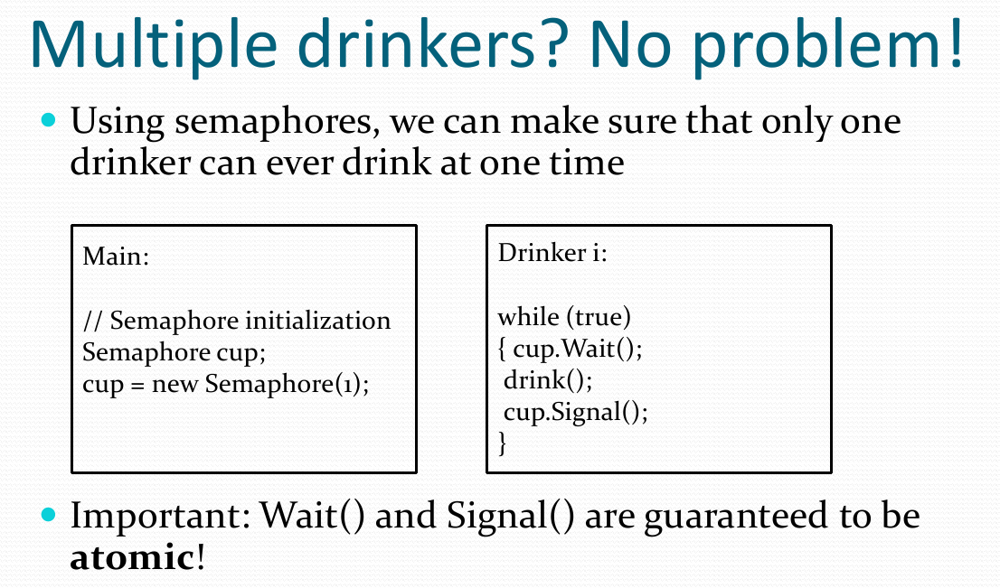 Multiple drinkers? No problem!
• Using semaphores, we can make sure that only one
drinker can ever drink at one time
Main:
// Semaphore initialization
Semaphore cup;
cup = new Semaphore(1);
Drinker i:
while (true)
{ cup.Wait();
drink();
cup.Signal();
}
• Important: Wait() and Signal() are guaranteed to be
atomic!